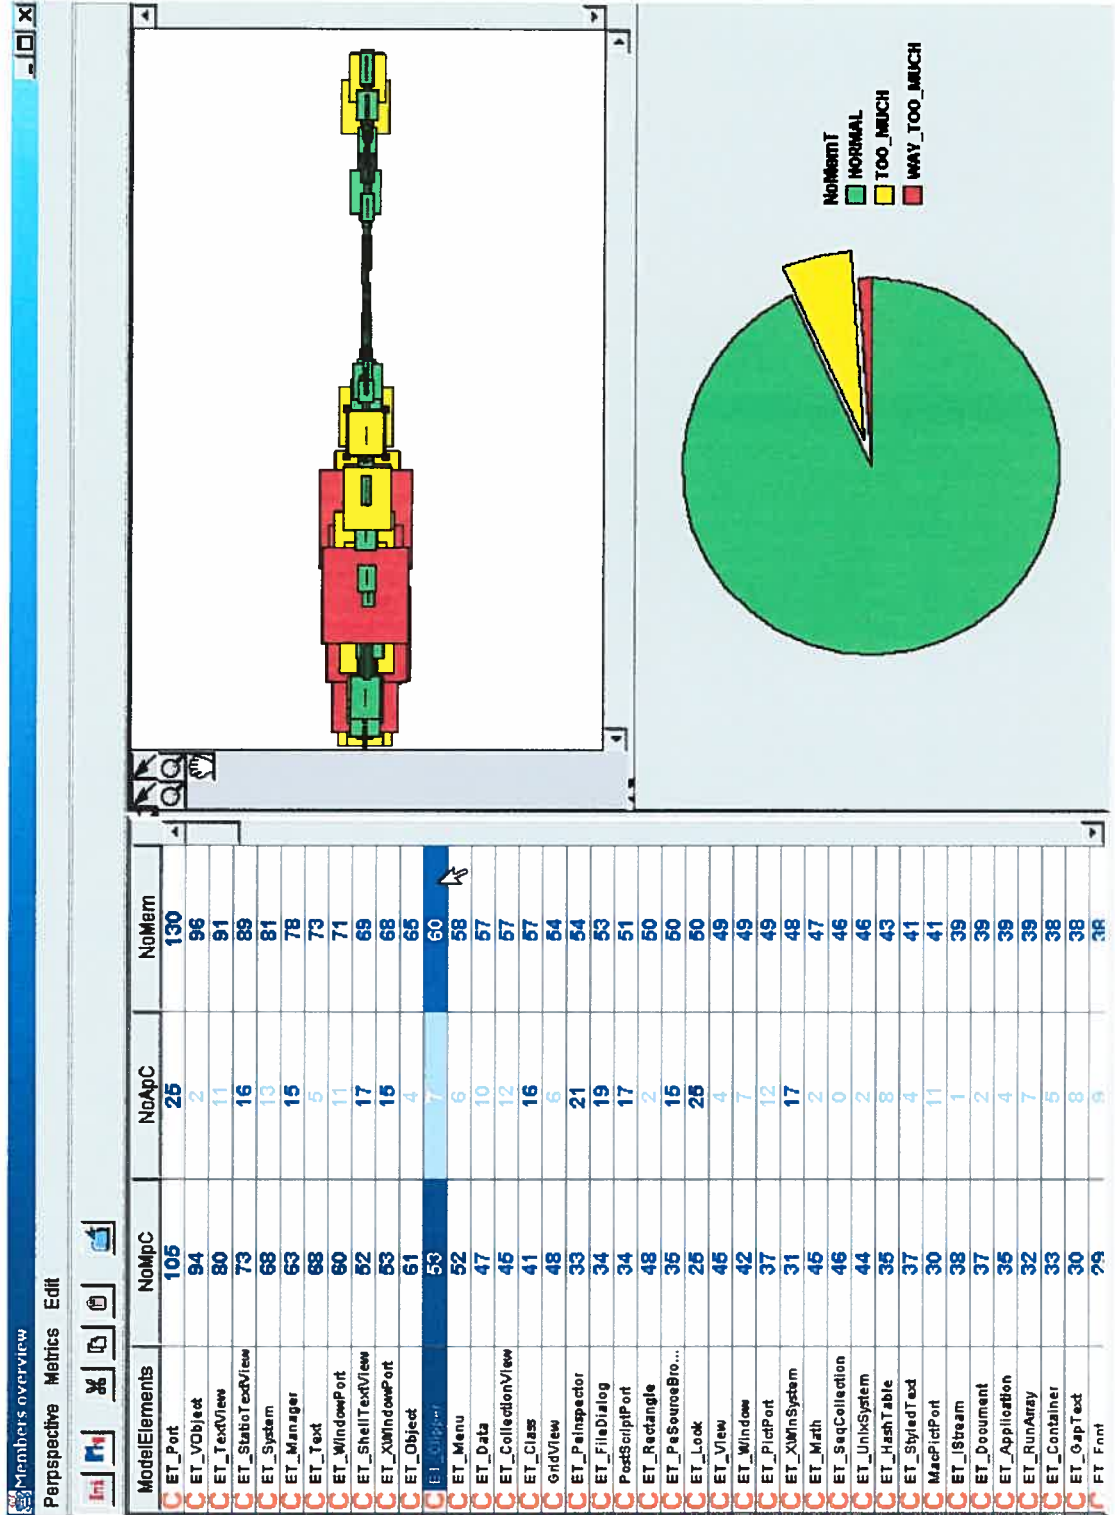 Members overview
Perpspective Metrics Edit
ModelElements NoMpC NoApC NoMem
C ET_Port 105 25 130
C ET_VObject 94 2 96
C ET_TextView 80 11 91
C ET_StaticTextView 73 16 89
C ET_System 68 13 81
C ET_Manager 63 15 78
C ET_Text 68 5 73
C ET_WindowPort 60 11 71
C ET_ShellTextView 52 17 69
C ET_XWindowPort 53 15 68
C ET_Object 61 4 65
C ET_Clipper 53 7 60
C ET_Menu 52 6 58
C ET_Data 47 10 57
C ET_CollectionView 45 12 57
C ET_Class 41 16 57
C GridView 48 6 54
C ET_PeInspector 33 21 54
C ET_FileDialog 34 19 53
C PostScriptPort 34 17 51
C ET_Rectangle 48 2 50
C ET_PeSourceBro... 35 15 50
C ET_Look 25 25 50
C ET_View 45 4 49
C ET_Window 42 7 49
C ET_PictPort 37 12 49
C ET_XWinSystem 31 17 48
C ET_Math 45 2 47
C ET_SeqCollection 46 0 46
C ET_UnixSystem 44 2 46
C ET_HashTable 35 8 43
C ET_StyledText 37 4 41
C MacPictPort 30 11 41
C ET_IStream 38 1 39
C ET_Document 37 2 39
C ET_Application 35 4 39
C ET_RunArray 32 7 39
C ET_Container 33 5 38
C ET_GapText 30 8 38
C ET_Font 29 9 38
NoMemT
NORMAL
TOO_MUCH
WAY_TOO_MUCH